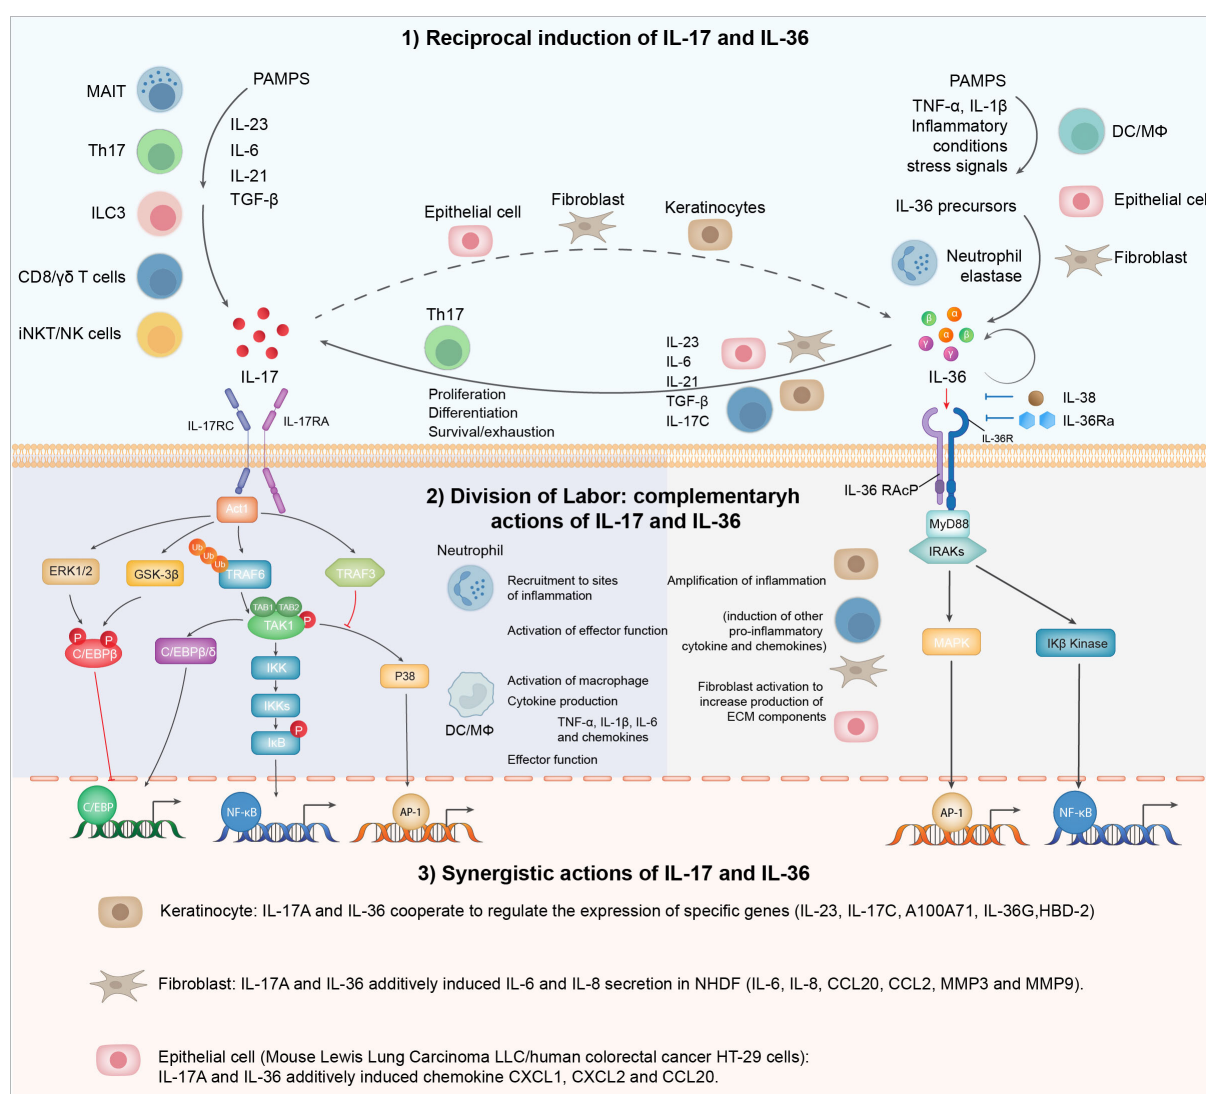 1) Reciprocal induction of IL-17 and IL-36
MAIT
Th17
ILC3
CD8/γδ T cells
iNKT/NK cells
PAMPS
IL-23
IL-6
IL-21
TGF-β
IL-17
IL-17RC
IL-17RA
Epithelial cell
Fibroblast
Keratinocytes
Th17
Proliferation
Differentiation
Survival/exhaustion
IL-23
IL-6
IL-21
TGF-β
IL-17C
PAMPS
TNF-α, IL-1β
Inflammatory
conditions
stress signals
IL-36 precursors
Neutrophil
elastase
DC/MΦ
Epithelial cel
Fibroblast
β
α
α
β
γ
γ
IL-36
IL-38
IL-36Ra
IL-36R
IL-36 RAcP
2) Division of Labor: complementaryh
actions of IL-17 and IL-36
Act1
ERK1/2
GSK-3β
Ub
Ub
Ub
TRAF6
TRAF3
TAB1
TAB2
TAK1
P
P
P
C/EBPβ
C/EBPβ/δ
IKK
IKKs
P
IκB
P38
Neutrophil
Recruitment to sites
of inflammation
Activation of effector function
DC/MΦ
Activation of macrophage
Cytokine production
TNF-α, IL-1β, IL-6
and chemokines
Effector function
Amplification of inflammation
(induction of other
pro-inflammatory
cytokine and chemokines)
Fibroblast activation to
increase production of
ECM components
MyD88
IRAKs
MAPK
IKβ Kinase
C/EBP
NF-κB
AP-1
AP-1
NF-κB
3) Synergistic actions of IL-17 and IL-36
Keratinocyte: IL-17A and IL-36 cooperate to regulate the expression of specific genes (IL-23, IL-17C, A100A71, IL-36G,HBD-2)
Fibroblast: IL-17A and IL-36 additively induced IL-6 and IL-8 secretion in NHDF (IL-6, IL-8, CCL20, CCL2, MMP3 and MMP9).
Epithelial cell (Mouse Lewis Lung Carcinoma LLC/human colorectal cancer HT-29 cells):
IL-17A and IL-36 additively induced chemokine CXCL1, CXCL2 and CCL20.